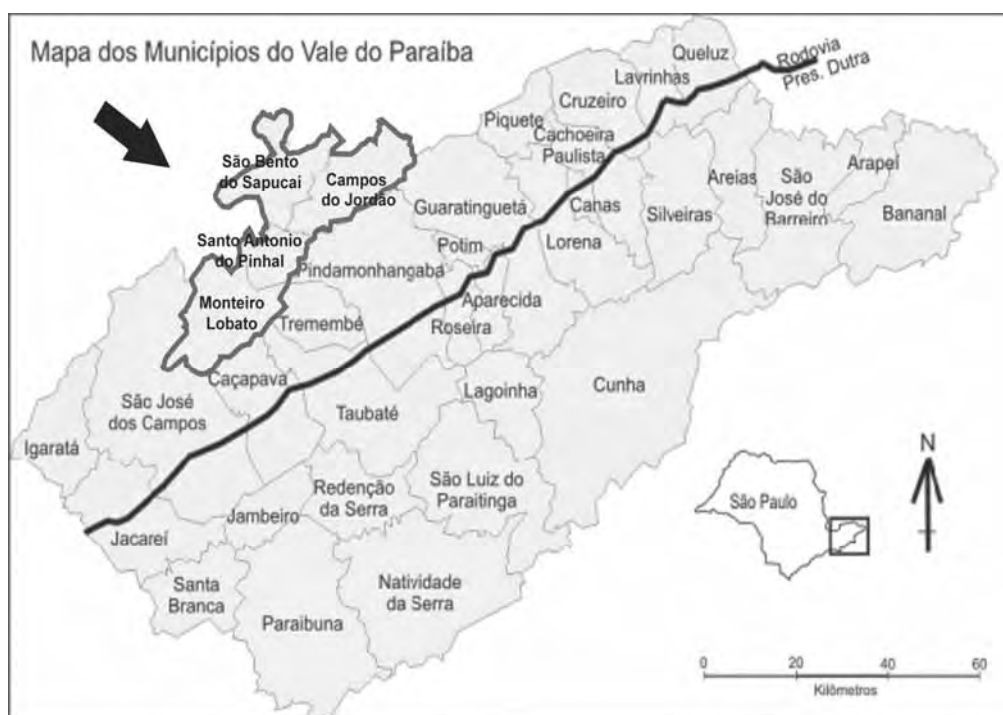 Mapa dos Municípios do Vale do Paraíba
Queluz
Rodovia
Pres. Dutra
Lavrinhas
Cruzeiro
Piquete
Cachoeira
Paulista
São Bento
do Sapucai
Campos
do Jordão
Guaratinguetá
Canas
Silveiras
Areias
São
José do
Barreiro
Arapeí
Bananal
Santo Antonio
do Pinhal
Pindamonhangaba
Potim
Lorena
Monteiro
Lobato
Tremembé
Aparecida
Roseira
Caçapava
Lagoinha
Cunha
São José
dos Campos
Taubaté
Igaratá
Redenção
da Serra
São Luiz do
Paraitinga
Jambeiro
Jacareí
Santa
Branca
Natividade
da Serra
Paraibuna
São Paulo
N
0 20 40 60
Kilômetros